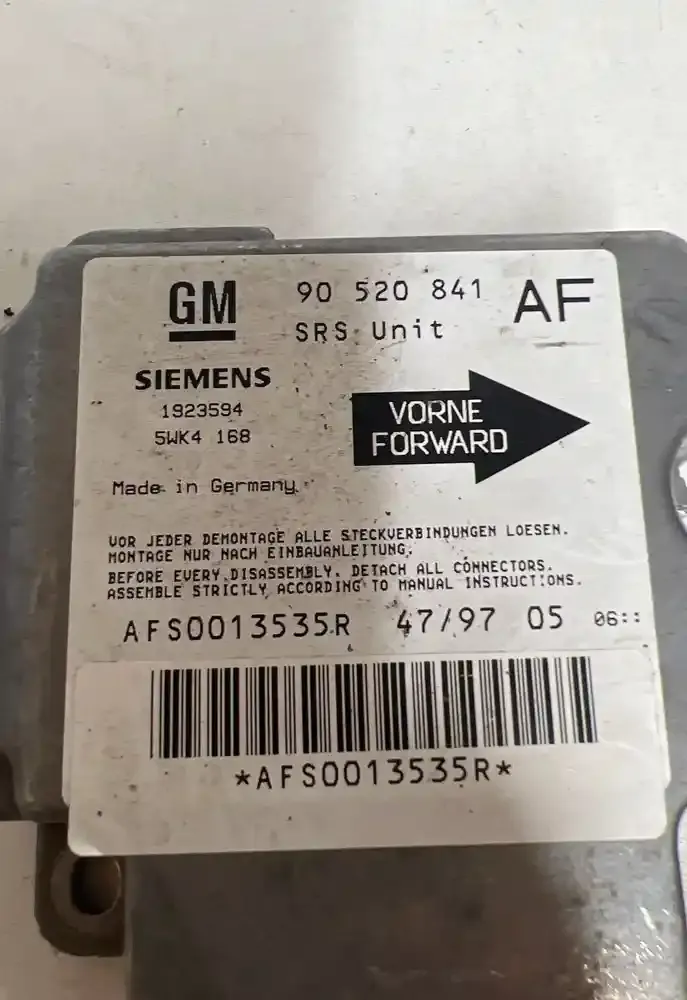 GM 90 520 841 AF
SRS Unit
SIEMENS
1923594
5WK4 168
VORNE
FORWARD
Made in Germany
VOR JEDER DEMONTAGE ALLE STECKVERBINDUNGEN LOESEN.
MONTAGE NUR NACH EINBAUANLEITUNG.
BEFORE EVERY DISASSEMBLY, DETACH ALL CONNECTORS.
ASSEMBLE STRICTLY ACCORDING TO MANUAL INSTRUCTIONS.
AFS0013535R 47/97 05 06::
*AFS0013535R*